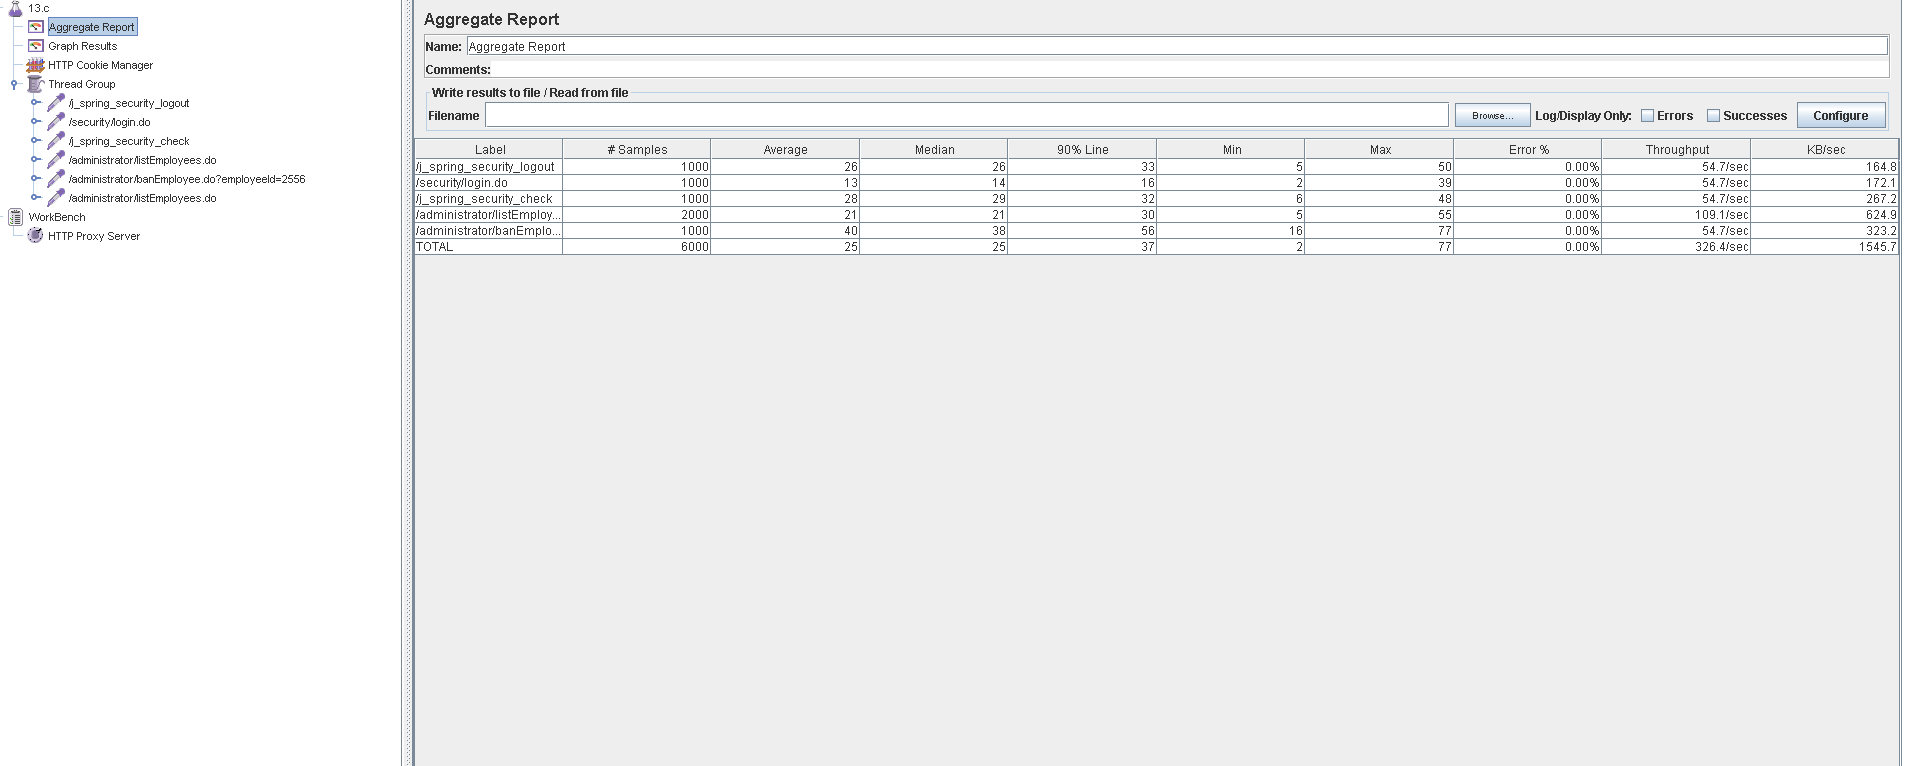 13.c
Aggregate Report
Graph Results
HTTP Cookie Manager
Thread Group
/j_spring_security_logout
/security/login.do
/j_spring_security_check
/administrator/listEmployees.do
/administrator/banEmployee.do?employeeId=2556
/administrator/listEmployees.do
WorkBench
HTTP Proxy Server
Aggregate Report
Name: Aggregate Report
Comments:
Write results to file / Read from file
Filename Browse... Log/Display Only: Errors Successes Configure
Label # Samples Average Median 90% Line Min Max Error % Throughput KB/sec
/j_spring_security_logout 1000 26 26 33 5 50 0.00% 54.7/sec 164.8
/security/login.do 1000 13 14 16 2 39 0.00% 54.7/sec 172.1
/j_spring_security_check 1000 28 29 32 6 48 0.00% 54.7/sec 267.2
/administrator/listEmploy... 2000 21 21 30 5 55 0.00% 109.1/sec 624.9
/administrator/banEmplo... 1000 40 38 56 16 77 0.00% 54.7/sec 323.2
TOTAL 6000 25 25 37 2 77 0.00% 326.4/sec 1545.7